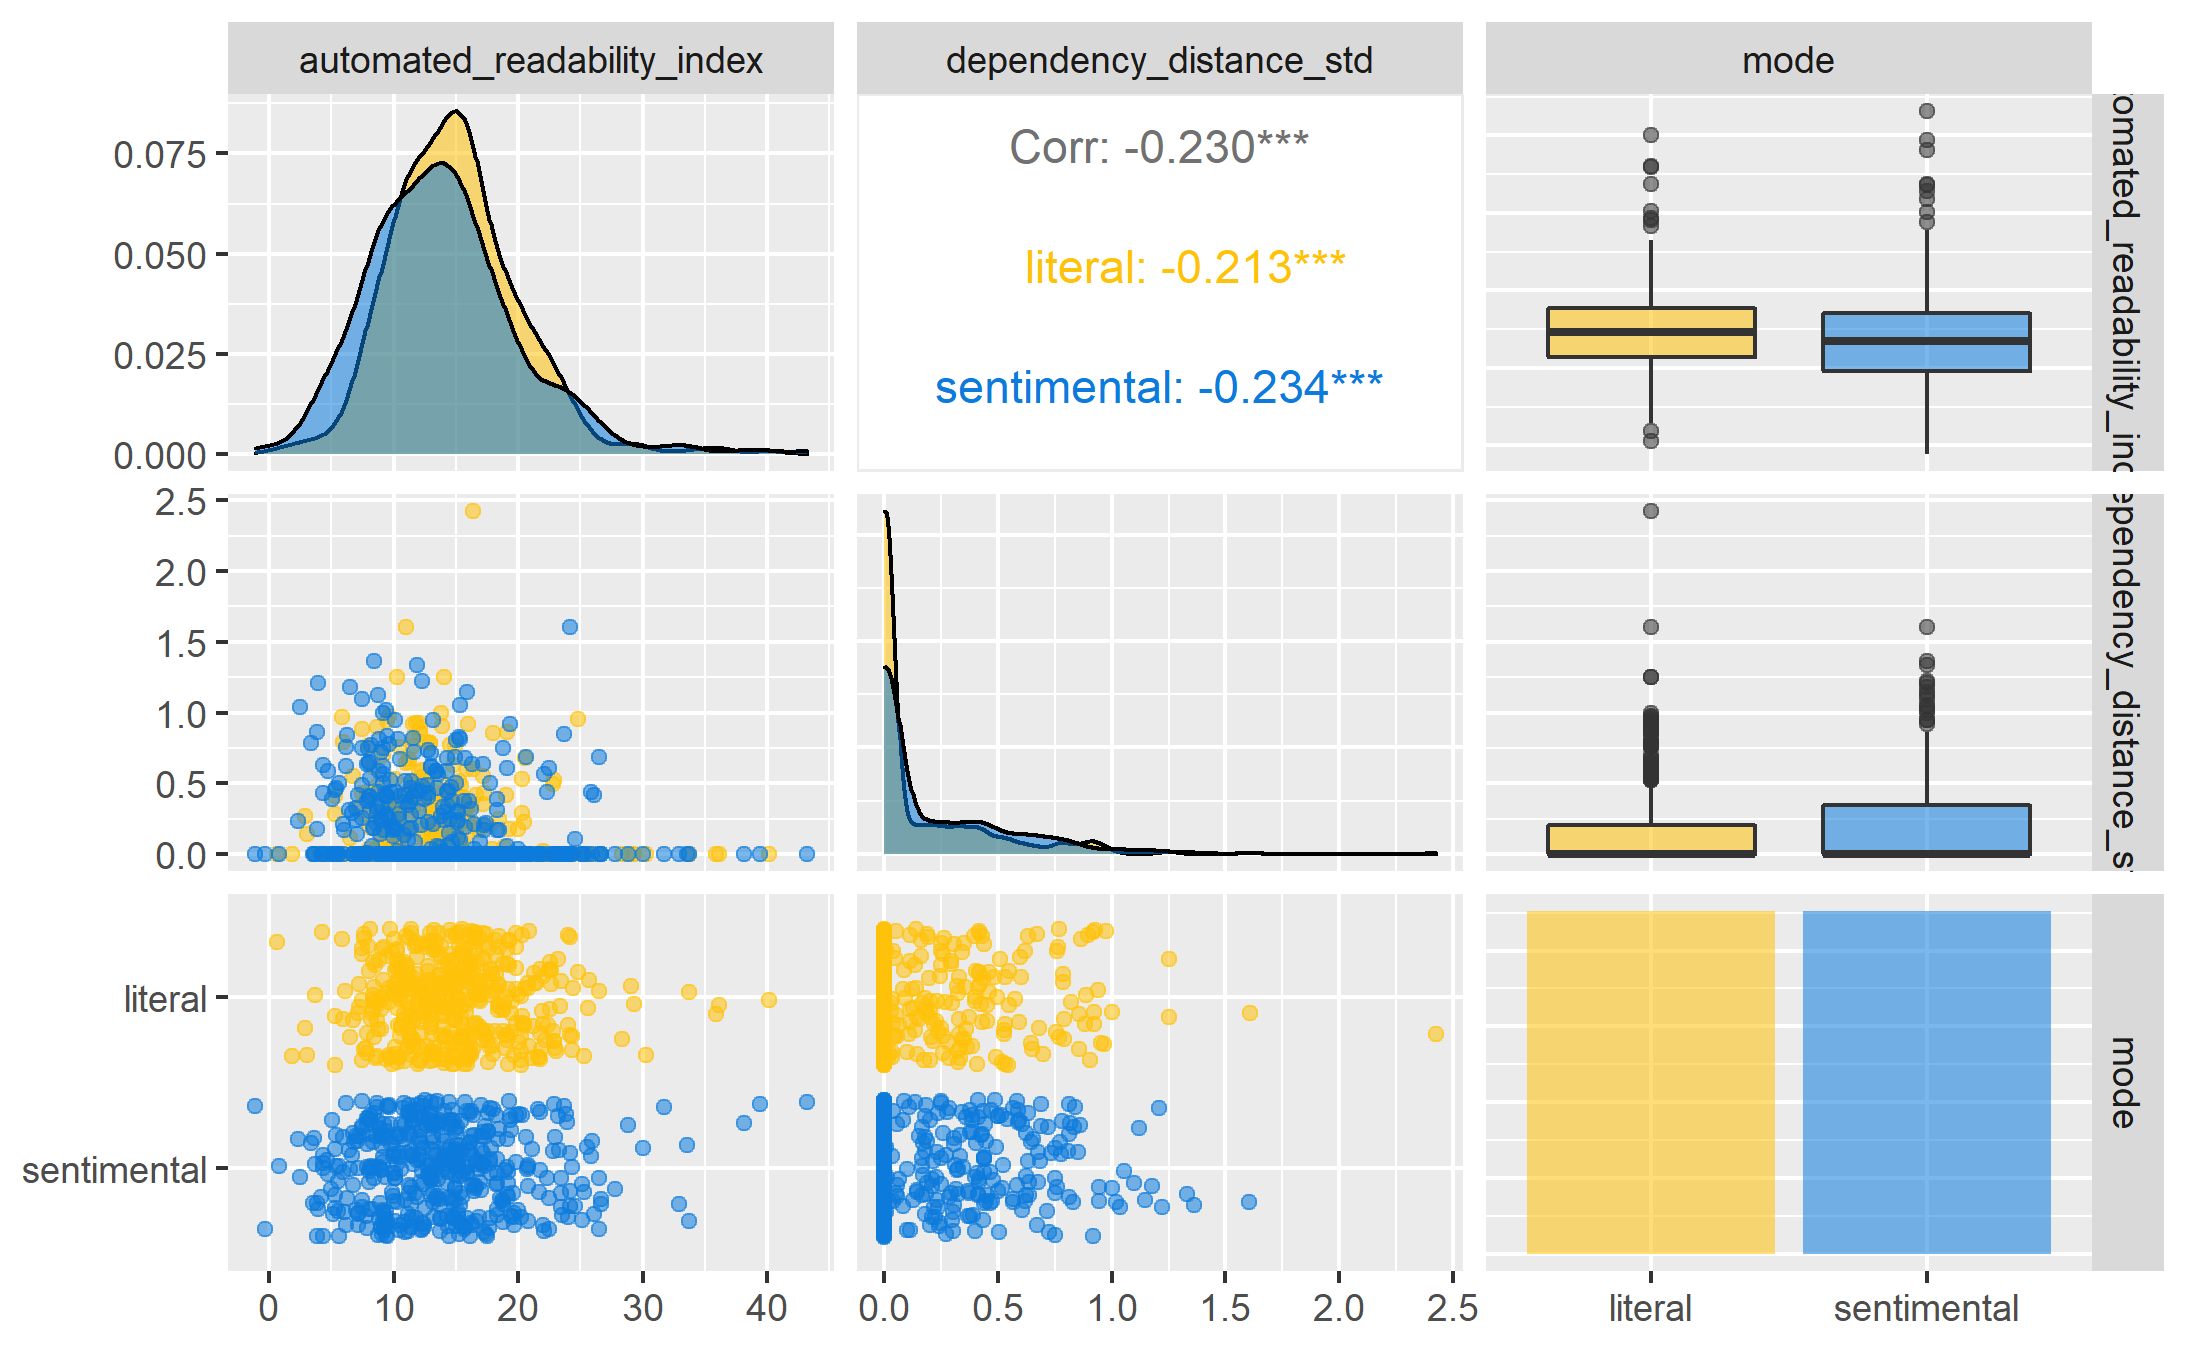 automated_readability_index dependency_distance_std mode
0.075
0.050
0.025
0.000
Corr: -0.230***
literal: -0.213***
sentimental: -0.234***
omated_readability_inc
2.5
2.0
1.5
1.0
0.5
0.0
ependency_distance_s
literal
sentimental
mode
0 10 20 30 40
0.0 0.5 1.0 1.5 2.0 2.5
literal sentimental